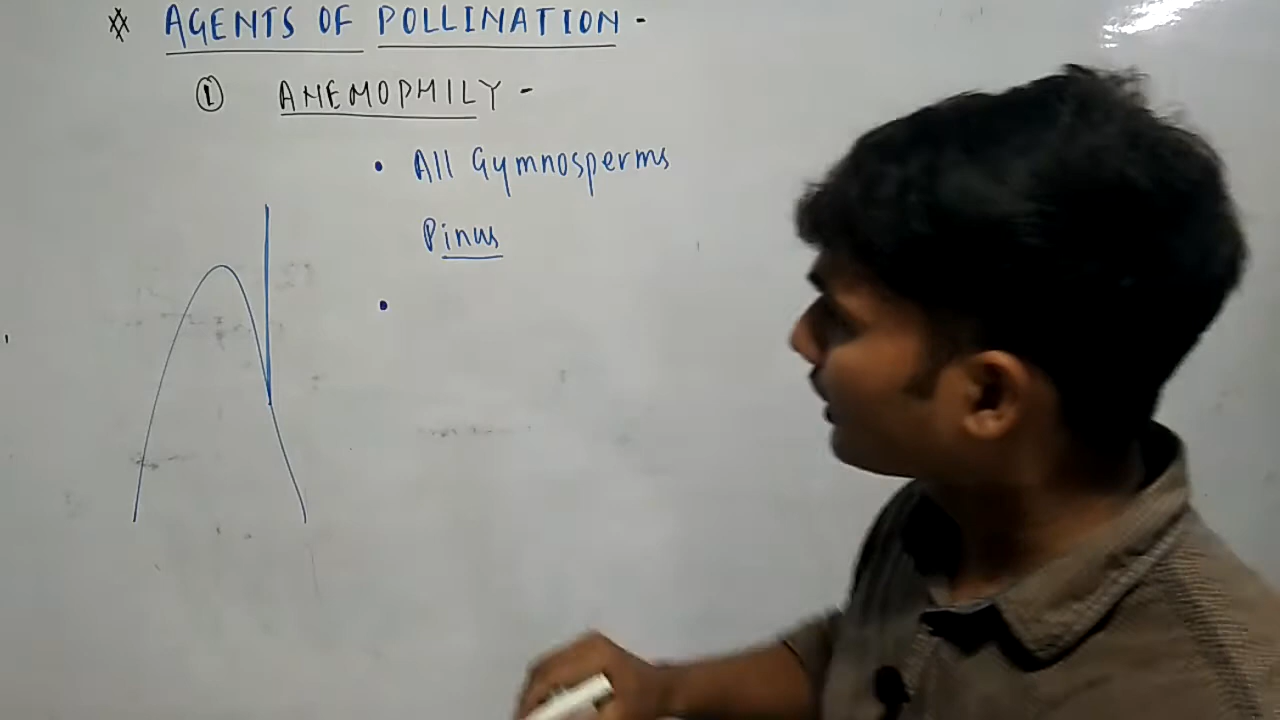 * AGENTS OF POLLINATION -
① ANEMOPHILY -
• All Gymnosperms
Pinus
•